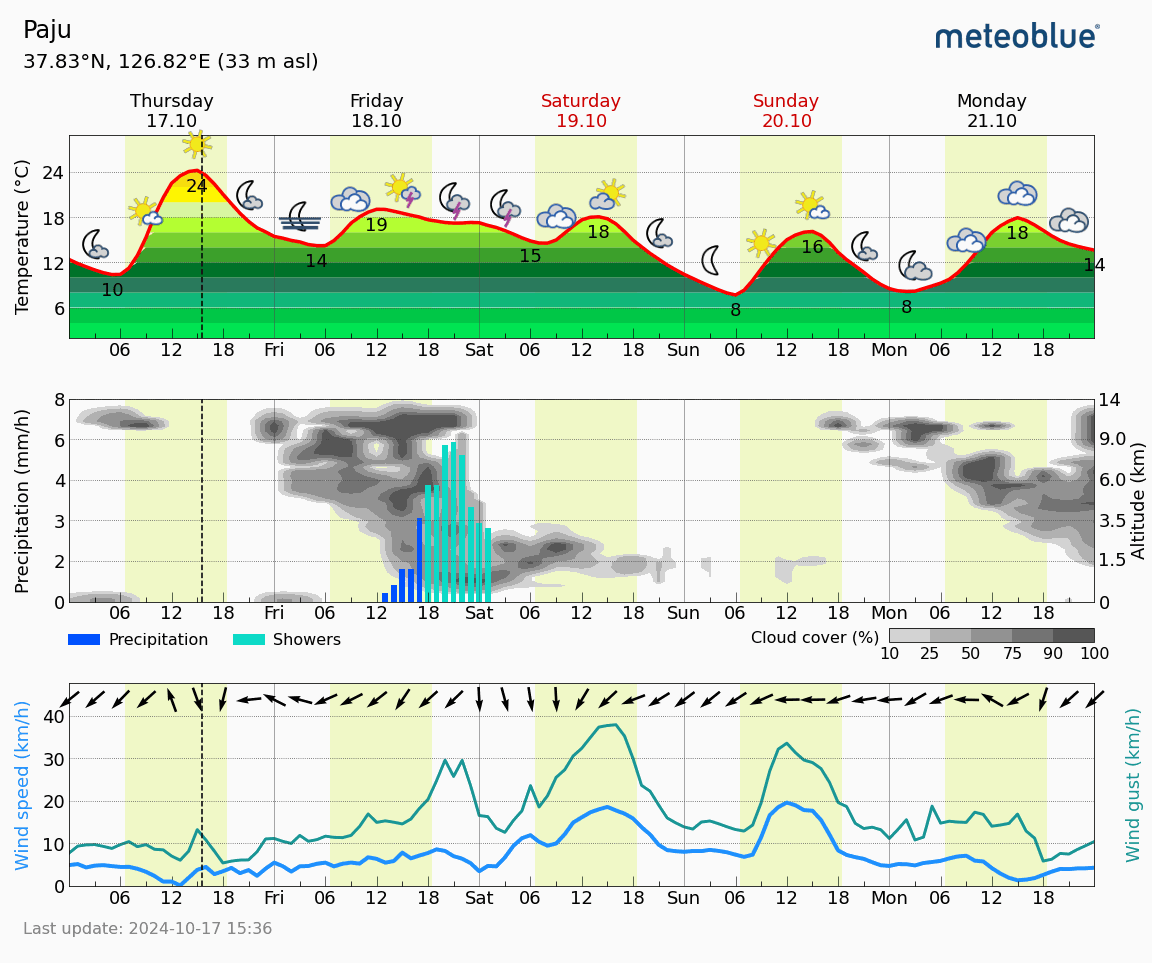 Paju
meteoblue®
37.83°N, 126.82°E (33 m asl)
Thursday Friday Saturday Sunday Monday
17.10 18.10 19.10 20.10 21.10
Temperature (°C)
24
18
12
6
24
19
18
16
18
10
14
15
8
8
14
06 12 18 Fri 06 12 18 Sat 06 12 18 Sun 06 12 18 Mon 06 12 18
Precipitation (mm/h)
8
6
4
3
2
0
14
9.0
6.0
3.5
1.5
0
Altitude (km)
06 12 18 Fri 06 12 18 Sat 06 12 18 Sun 06 12 18 Mon 06 12 18
Precipitation Showers Cloud cover (%)
10 25 50 75 90 100
Wind speed (km/h)
40
30
20
10
0
Wind gust (km/h)
06 12 18 Fri 06 12 18 Sat 06 12 18 Sun 06 12 18 Mon 06 12 18
Last update: 2024-10-17 15:36